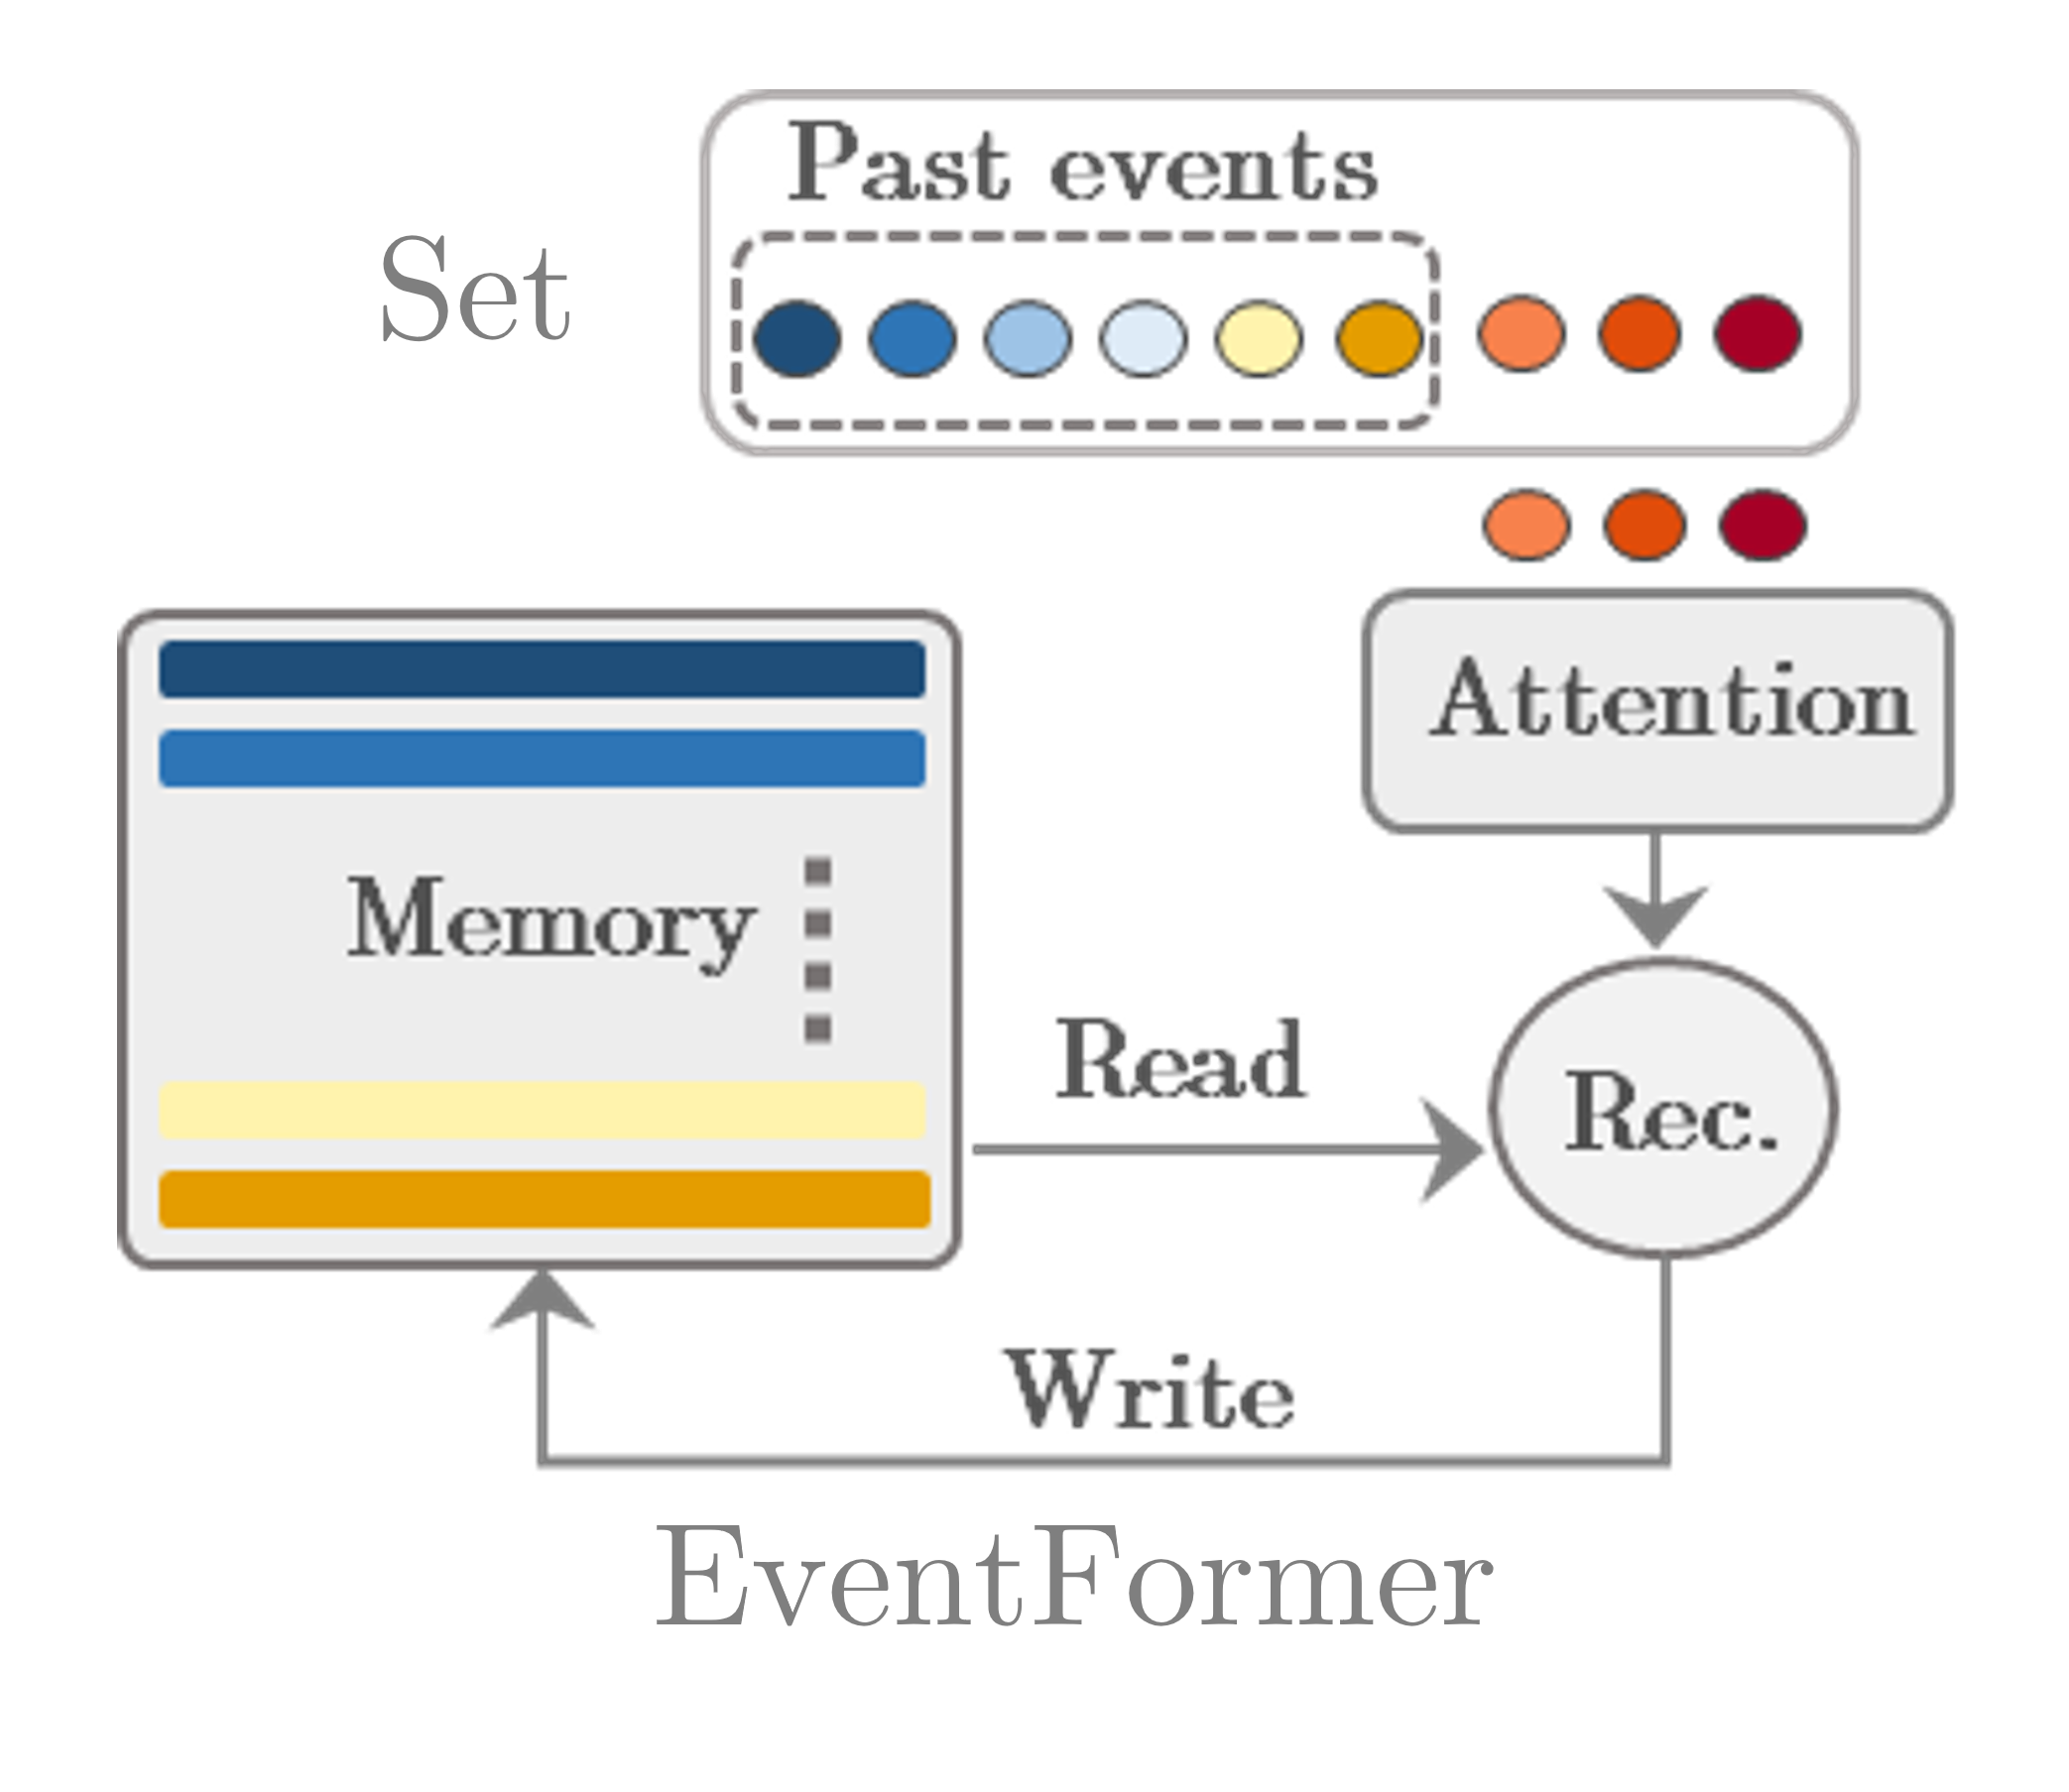 Past events
Set
Attention
Memory
Read
Rec.
Write
EventFormer